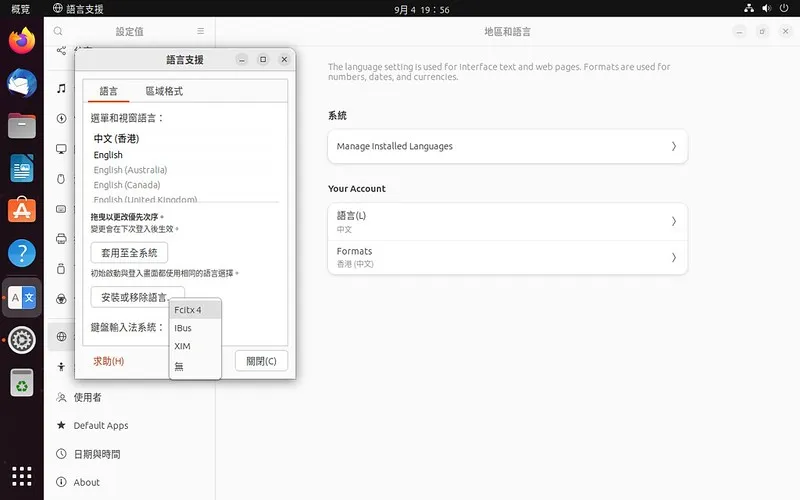 概覽
語言支援
9月 4 19：56
設定值
地區和語言
The language setting is used for interface text and web pages. Formats are used for
numbers, dates, and currencies.
系統
Manage Installed Languages
Your Account
語言(L)
中文
Formats
香港 (中文)
語言支援
語言
區域格式
選單和視窗語言：
中文 (香港)
English
English (Australia)
English (Canada)
English (United Kingdom)
拖曳以更改優先次序。
變更會在下次登入後生效。
套用至全系統
初始啟動與登入畫面都使用相同的語言選擇。
安裝或移除語言...
鍵盤輸入法系統：
Fcitx 4
IBus
XIM
無
求助(H)
關閉(C)
使用者
Default Apps
日期與時間
About